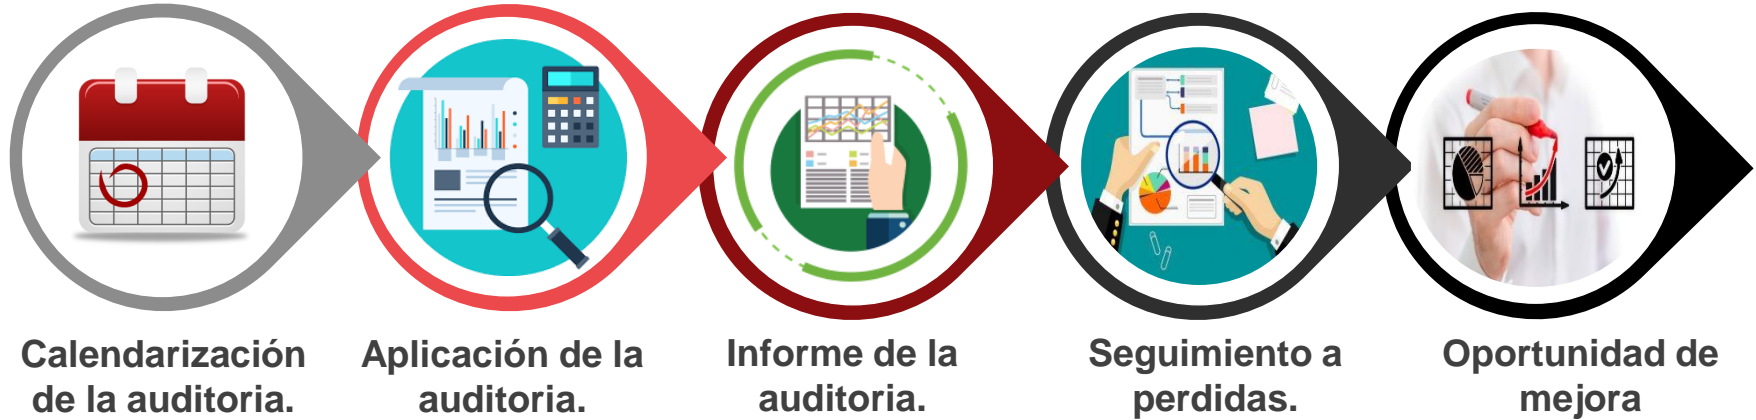 Calendarización
de la auditoria.
Aplicación de la
auditoria.
Informe de la
auditoria.
Seguimiento a
perdidas.
Oportunidad de
mejora